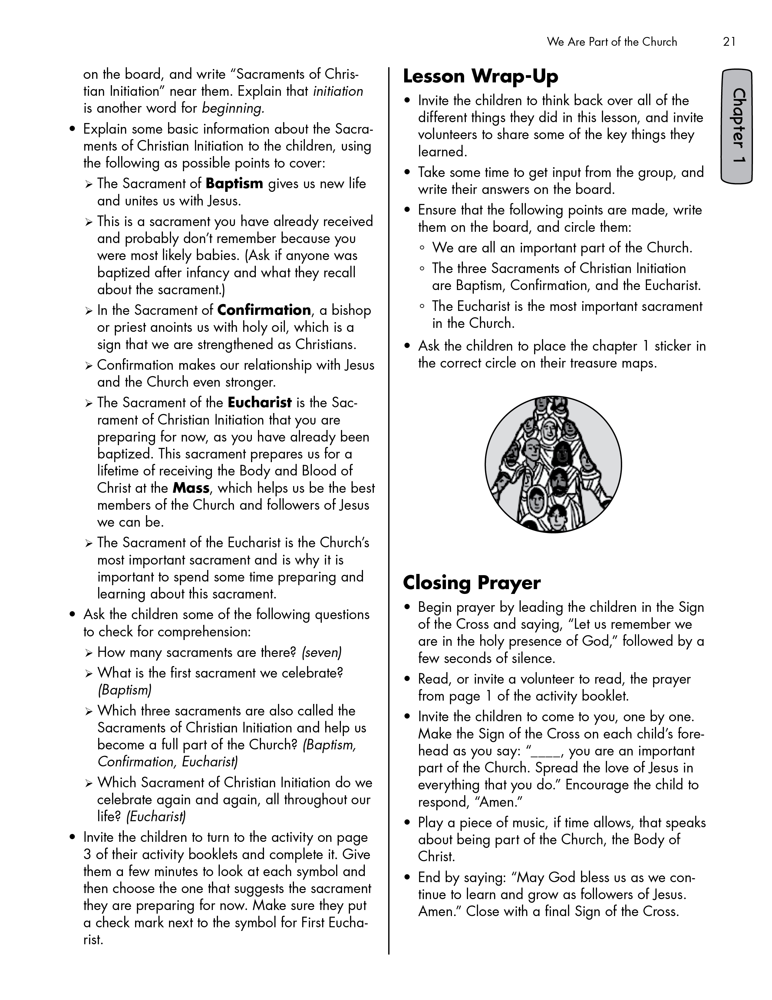 We Are Part of the Church 21
on the board, and write “Sacraments of Chris-
tian Initiation” near them. Explain that initiation
is another word for beginning.
• Explain some basic information about the Sacra-
ments of Christian Initiation to the children, using
the following as possible points to cover:
➢ The Sacrament of Baptism gives us new life
and unites us with Jesus.
➢ This is a sacrament you have already received
and probably don’t remember because you
were most likely babies. (Ask if anyone was
baptized after infancy and what they recall
about the sacrament.)
➢ In the Sacrament of Confirmation, a bishop
or priest anoints us with holy oil, which is a
sign that we are strengthened as Christians.
➢ Confirmation makes our relationship with Jesus
and the Church even stronger.
➢ The Sacrament of the Eucharist is the Sac-
rament of Christian Initiation that you are
preparing for now, as you have already been
baptized. This sacrament prepares us for a
lifetime of receiving the Body and Blood of
Christ at the Mass, which helps us be the best
members of the Church and followers of Jesus
we can be.
➢ The Sacrament of the Eucharist is the Church’s
most important sacrament and is why it is
important to spend some time preparing and
learning about this sacrament.
• Ask the children some of the following questions
to check for comprehension:
➢ How many sacraments are there? (seven)
➢ What is the first sacrament we celebrate?
(Baptism)
➢ Which three sacraments are also called the
Sacraments of Christian Initiation and help us
become a full part of the Church? (Baptism,
Confirmation, Eucharist)
➢ Which Sacrament of Christian Initiation do we
celebrate again and again, all throughout our
life? (Eucharist)
• Invite the children to turn to the activity on page
3 of their activity booklets and complete it. Give
them a few minutes to look at each symbol and
then choose the one that suggests the sacrament
they are preparing for now. Make sure they put
a check mark next to the symbol for First Eucha-
rist.
Lesson Wrap-Up
• Invite the children to think back over all of the
different things they did in this lesson, and invite
volunteers to share some of the key things they
learned.
• Take some time to get input from the group, and
write their answers on the board.
• Ensure that the following points are made, write
them on the board, and circle them:
° We are all an important part of the Church.
° The three Sacraments of Christian Initiation
are Baptism, Confirmation, and the Eucharist.
° The Eucharist is the most important sacrament
in the Church.
• Ask the children to place the chapter 1 sticker in
the correct circle on their treasure maps.
Closing Prayer
• Begin prayer by leading the children in the Sign
of the Cross and saying, “Let us remember we
are in the holy presence of God,” followed by a
few seconds of silence.
• Read, or invite a volunteer to read, the prayer
from page 1 of the activity booklet.
• Invite the children to come to you, one by one.
Make the Sign of the Cross on each child’s fore-
head as you say: “____, you are an important
part of the Church. Spread the love of Jesus in
everything that you do.” Encourage the child to
respond, “Amen.”
• Play a piece of music, if time allows, that speaks
about being part of the Church, the Body of
Christ.
• End by saying: “May God bless us as we con-
tinue to learn and grow as followers of Jesus.
Amen.” Close with a final Sign of the Cross.
Chapter 1